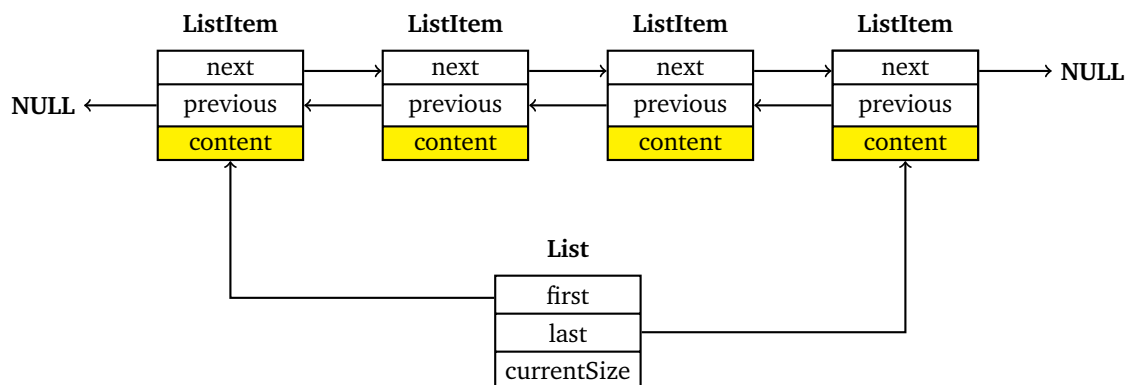 ListItem ListItem ListItem ListItem
next next next next NULL
NULL previous previous previous previous
content content content content
List
first
last
currentSize